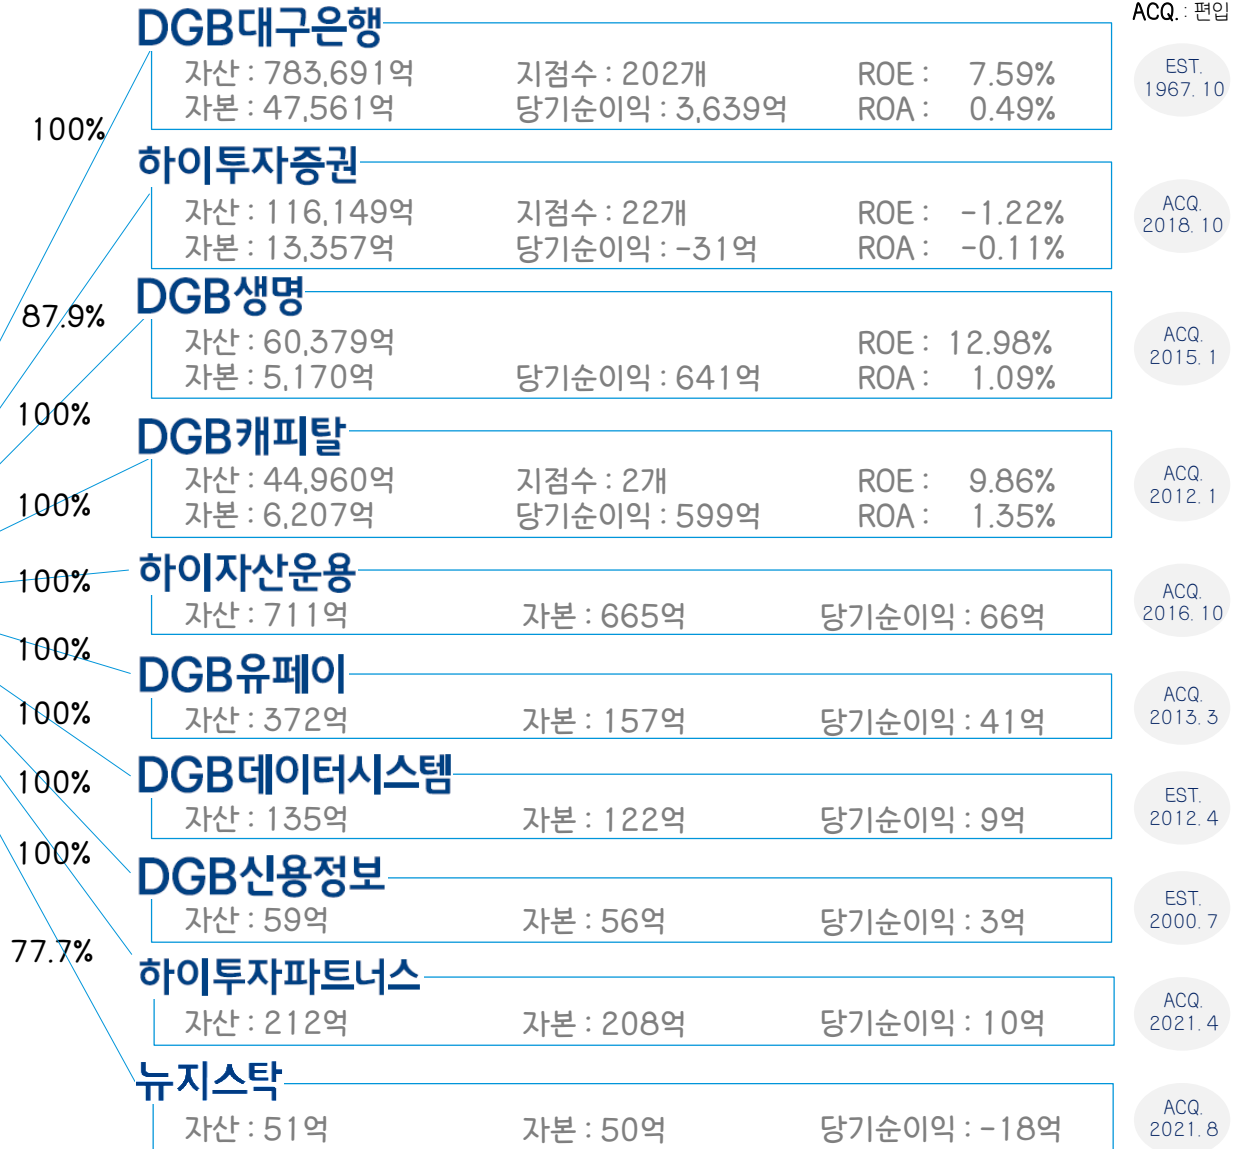 ACQ. : 편입
DGB대구은행
자산 : 783,691억 지점수 : 202개 ROE : 7.59%
자본 : 47,561억 당기순이익 : 3,639억 ROA : 0.49%
EST.
1967. 10
100%
하이투자증권
자산 : 116,149억 지점수 : 22개 ROE : -1.22%
자본 : 13,357억 당기순이익 : -31억 ROA : -0.11%
ACQ.
2018. 10
87.9%
DGB생명
자산 : 60,379억 ROE : 12.98%
자본 : 5,170억 당기순이익 : 641억 ROA : 1.09%
ACQ.
2015. 1
100%
DGB캐피탈
자산 : 44,960억 지점수 : 2개 ROE : 9.86%
자본 : 6,207억 당기순이익 : 599억 ROA : 1.35%
ACQ.
2012. 1
100%
하이자산운용
자산 : 711억 자본 : 665억 당기순이익 : 66억
ACQ.
2016. 10
100%
DGB유페이
자산 : 372억 자본 : 157억 당기순이익 : 41억
ACQ.
2013. 3
100%
DGB데이터시스템
자산 : 135억 자본 : 122억 당기순이익 : 9억
EST.
2012. 4
100%
DGB신용정보
자산 : 59억 자본 : 56억 당기순이익 : 3억
EST.
2000. 7
100%
하이투자파트너스
자산 : 212억 자본 : 208억 당기순이익 : 10억
ACQ.
2021. 4
100%
뉴지스탁
자산 : 51억 자본 : 50억 당기순이익 : -18억
ACQ.
2021. 8
77.7%